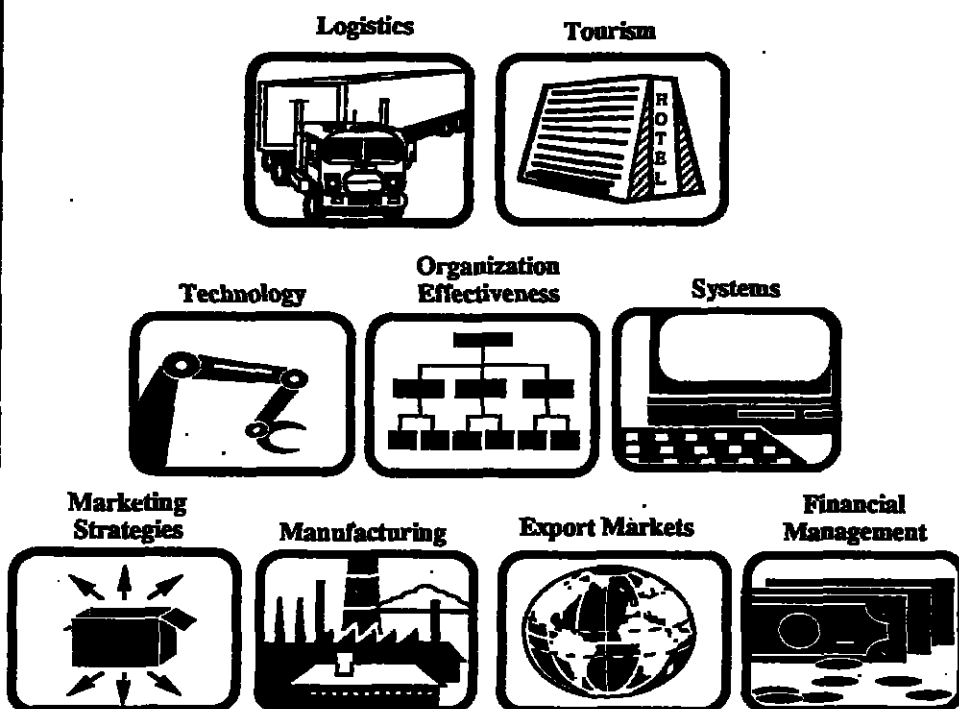 Logistics
Tourism
HOTEL
Technology
Organization
Effectiveness
Systems
Marketing
Strategies
Manufacturing
Export Markets
Financial
Management